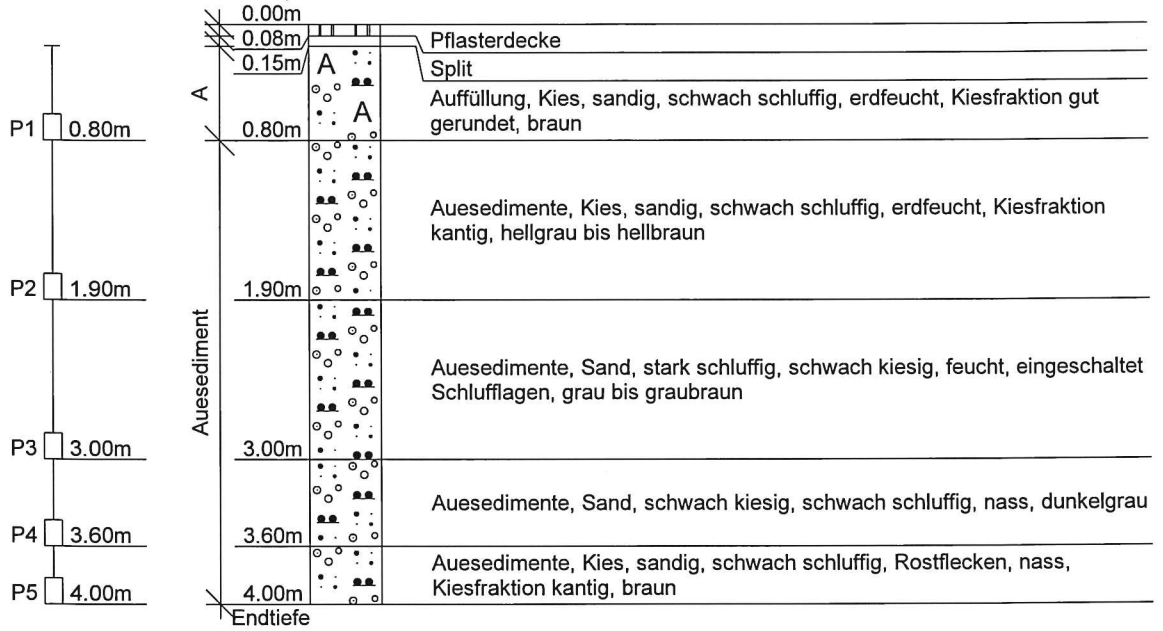 0.00m
0.08m
Pflasterdecke
0.15m
Split
A
A
A
Auffüllung, Kies, sandig, schwach schluffig, erdfeucht, Kiesfraktion gut
gerundet, braun
P1 0.80m
0.80m
Auesedimente, Kies, sandig, schwach schluffig, erdfeucht, Kiesfraktion
kantig, hellgrau bis hellbraun
P2 1.90m
1.90m
Auesediment
Auesedimente, Sand, stark schluffig, schwach kiesig, feucht, eingeschaltet
Schlufflagen, grau bis graubraun
P3 3.00m
3.00m
Auesedimente, Sand, schwach kiesig, schwach schluffig, nass, dunkelgrau
P4 3.60m
3.60m
Auesedimente, Kies, sandig, schwach schluffig, Rostflecken, nass,
Kiesfraktion kantig, braun
P5 4.00m
4.00m
Endtiefe